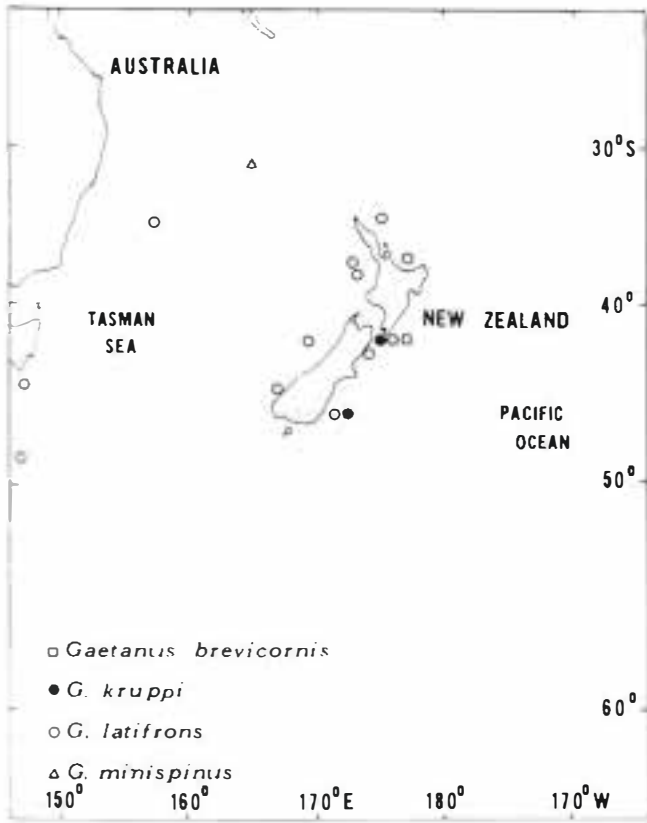 AUSTRALIA
30°S
40°
TASMAN
SEA
NEW ZEALAND
PACIFIC
OCEAN
50°
□ Gaetanus brevicornis
● G. kruppi
○ G. latifrons
△ G. minispinus
60°
150° 160° 170°E 180° 170°W